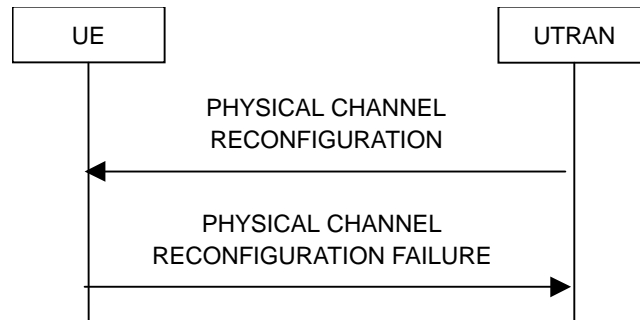 UE
UTRAN
PHYSICAL CHANNEL
RECONFIGURATION
PHYSICAL CHANNEL
RECONFIGURATION FAILURE